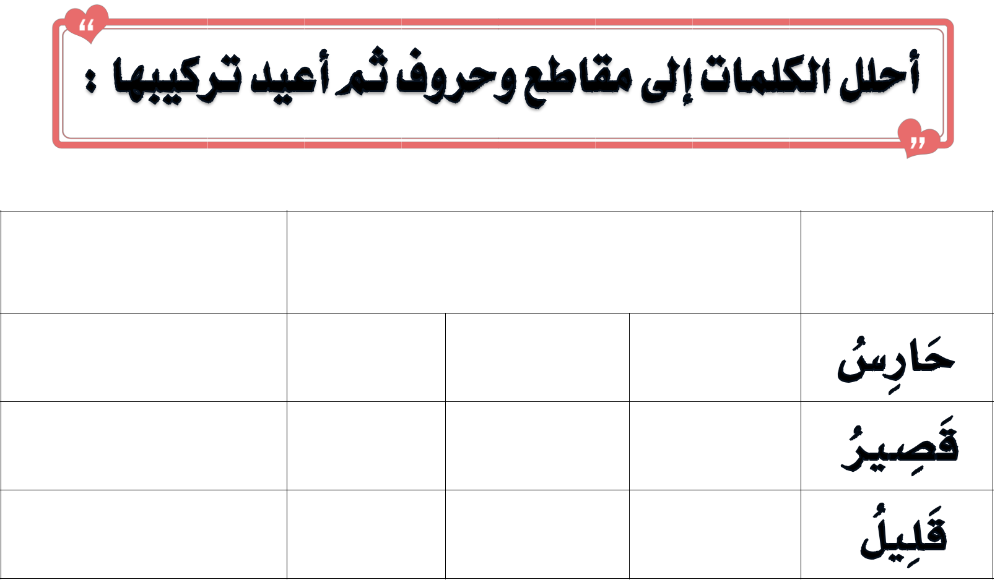 أحلل الكلمات إلى مقاطع وحروف ثم أعيد تركيبها :
حَارِسُ
قَصِيرُ
قَلِيلُ